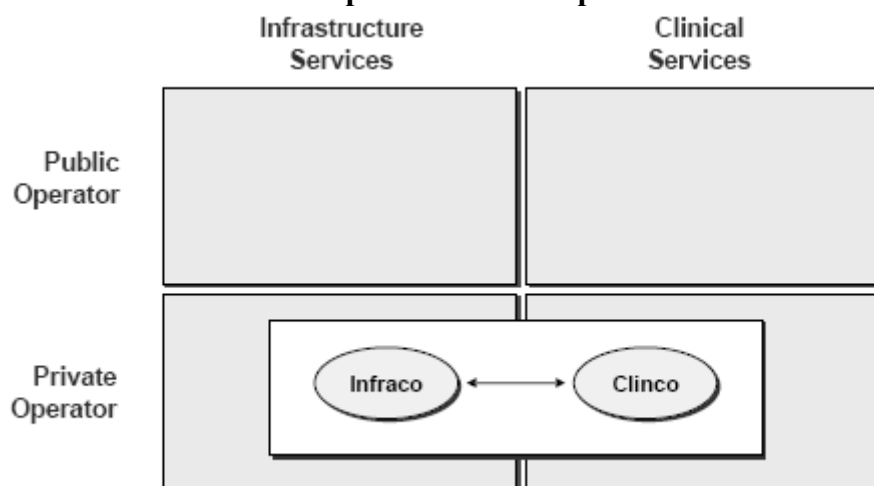 Infrastructure
Services
Clinical
Services
Public
Operator
Private
Operator
Infraco
Clinco